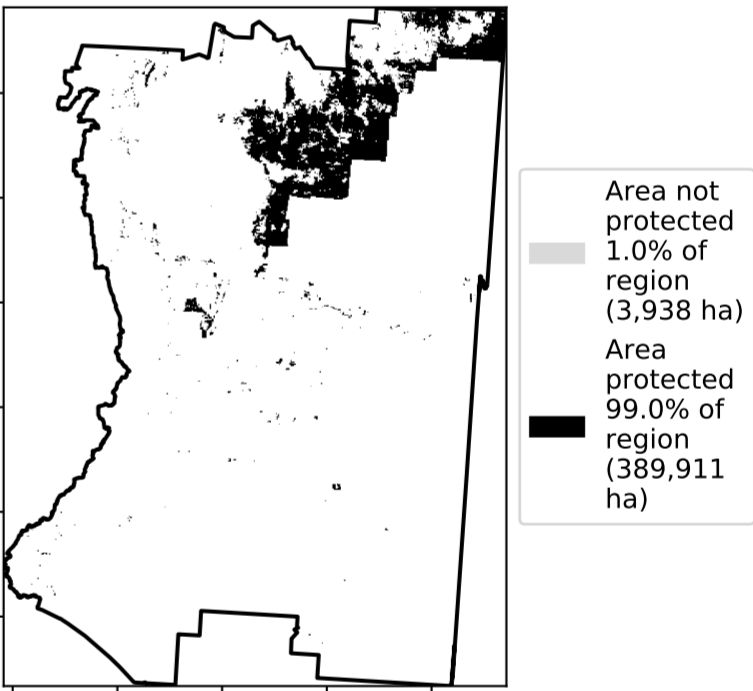 Area not
protected
1.0% of
region
(3,938 ha)
Area
protected
99.0% of
region
(389,911
ha)